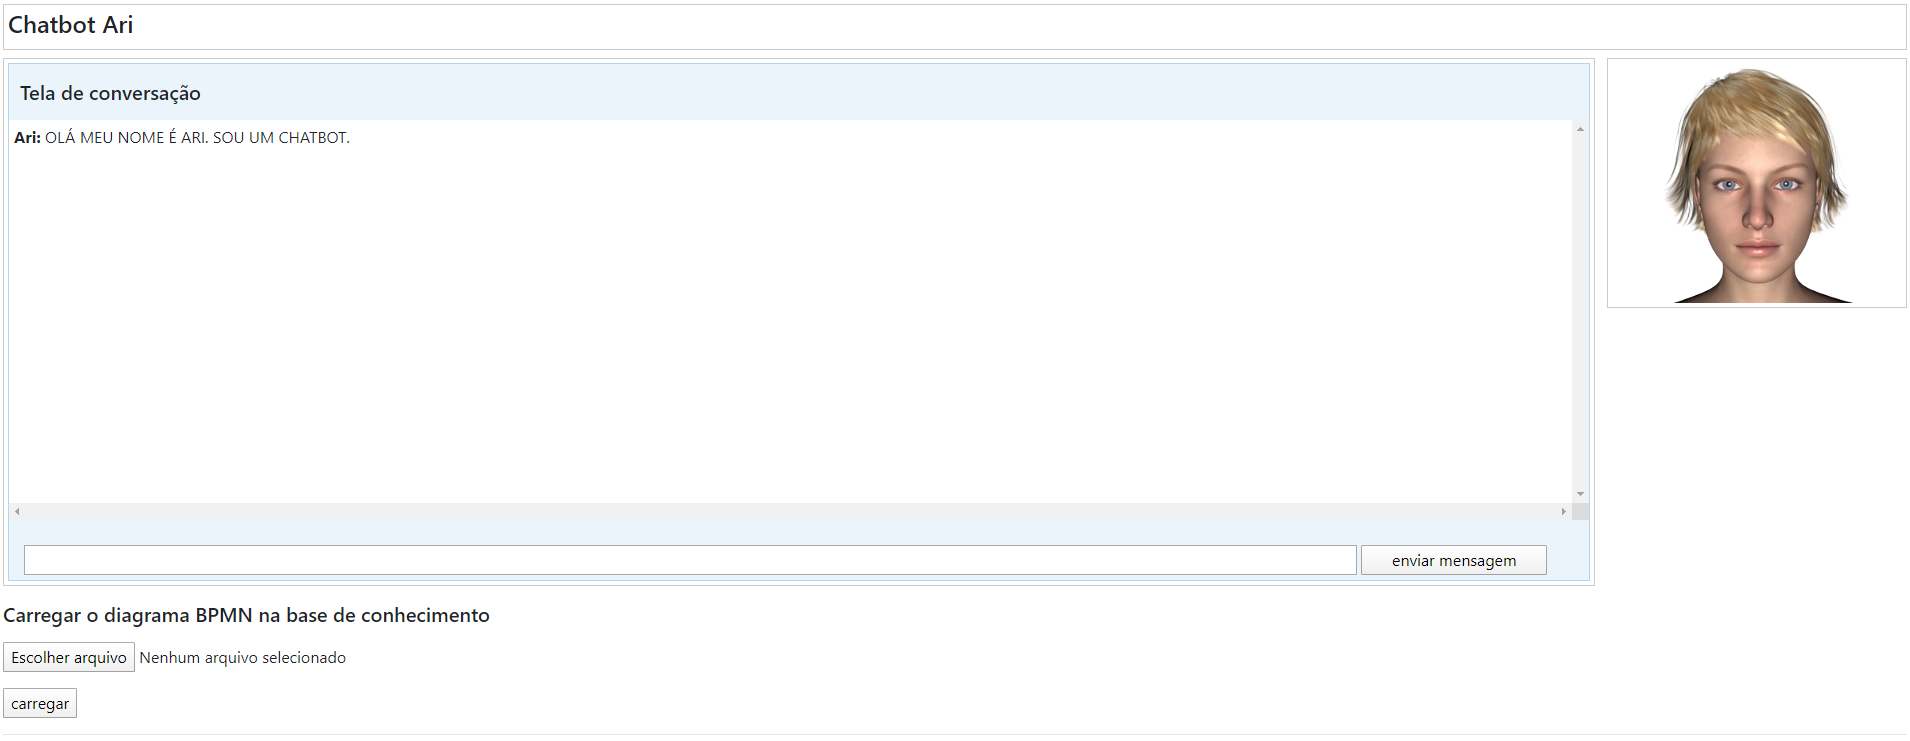 Chatbot Ari
Tela de conversação
Ari: OLÁ MEU NOME É ARI. SOU UM CHATBOT.
enviar mensagem
Carregar o diagrama BPMN na base de conhecimento
Escolher arquivo Nenhum arquivo selecionado
carregar